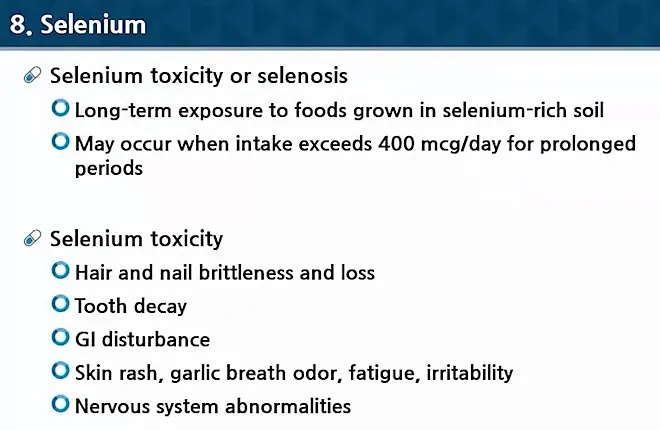 8. Selenium
Selenium toxicity or selenosis
Long-term exposure to foods grown in selenium-rich soil
May occur when intake exceeds 400 mcg/day for prolonged
periods
Selenium toxicity
Hair and nail brittleness and loss
Tooth decay
GI disturbance
Skin rash, garlic breath odor, fatigue, irritability
Nervous system abnormalities